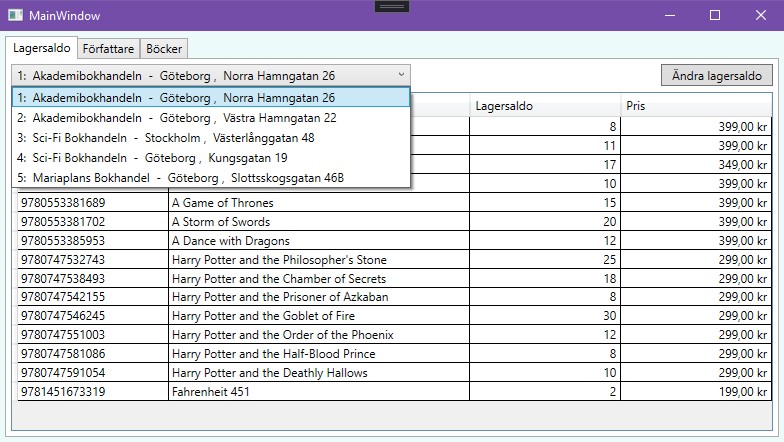 MainWindow
Lagersaldo Författare Böcker
1: Akademibokhandeln - Göteborg , Norra Hamngatan 26 Ändra lagersaldo
1: Akademibokhandeln - Göteborg , Norra Hamngatan 26
Lagersaldo Pris
2: Akademibokhandeln - Göteborg , Västra Hamngatan 22
8 399,00 kr
3: Sci-Fi Bokhandeln - Stockholm , Västerlånggatan 48
11 399,00 kr
4: Sci-Fi Bokhandeln - Göteborg , Kungsgatan 19
17 349,00 kr
5: Mariaplans Bokhandel - Göteborg , Slottsskogsgatan 46B
10 399,00 kr
9780553381689 A Game of Thrones 15 399,00 kr
9780553381702 A Storm of Swords 20 399,00 kr
9780553385953 A Dance with Dragons 12 399,00 kr
9780747532743 Harry Potter and the Philosopher's Stone 25 299,00 kr
9780747538493 Harry Potter and the Chamber of Secrets 18 299,00 kr
9780747542155 Harry Potter and the Prisoner of Azkaban 8 299,00 kr
9780747546245 Harry Potter and the Goblet of Fire 30 299,00 kr
9780747551003 Harry Potter and the Order of the Phoenix 12 299,00 kr
9780747581086 Harry Potter and the Half-Blood Prince 8 299,00 kr
9780747591054 Harry Potter and the Deathly Hallows 10 299,00 kr
9781451673319 Fahrenheit 451 2 199,00 kr